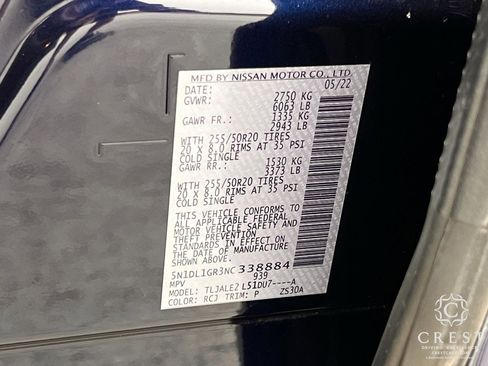 MFD BY NISSAN MOTOR CO., LTD.
DATE: 05/22
GVWR: 2750 KG
6063 LB
GAWR FR.: 1335 KG
2943 LB
WITH 255/50R20 TIRES
20 X 8.0 RIMS AT 35 PSI
COLD SINGLE
GAWR RR.: 1530 KG
3373 LB
WITH 255/50R20 TIRES
20 X 8.0 RIMS AT 35 PSI
COLD SINGLE
THIS VEHICLE CONFORMS TO
ALL APPLICABLE FEDERAL
MOTOR VEHICLE SAFETY AND
THEFT PREVENTION
STANDARDS IN EFFECT ON
THE DATE OF MANUFACTURE
SHOWN ABOVE.
5N1DL1GR3NC338884
MPV 939
MODEL: TLJALEZ L51DU7----A
COLOR: RCJ TRIM: P ZS30A
CREST